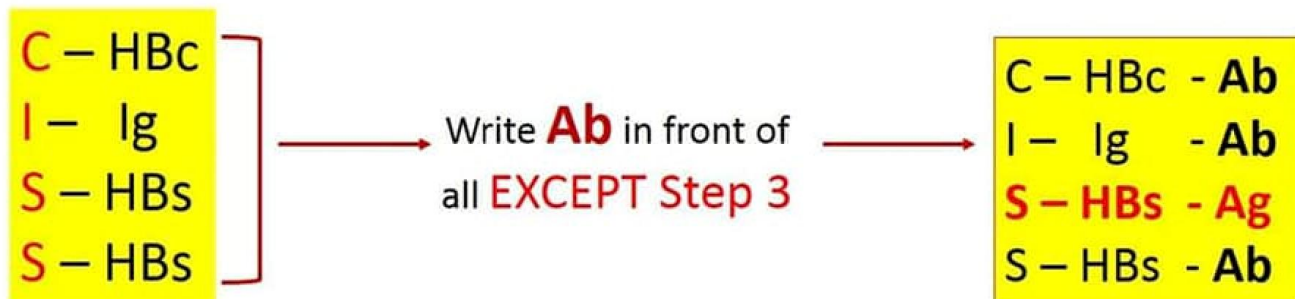 C – HBc
I – Ig
S – HBs
S – HBs
Write Ab in front of
all EXCEPT Step 3
C – HBc - Ab
I – Ig - Ab
S – HBs - Ag
S – HBs - Ab